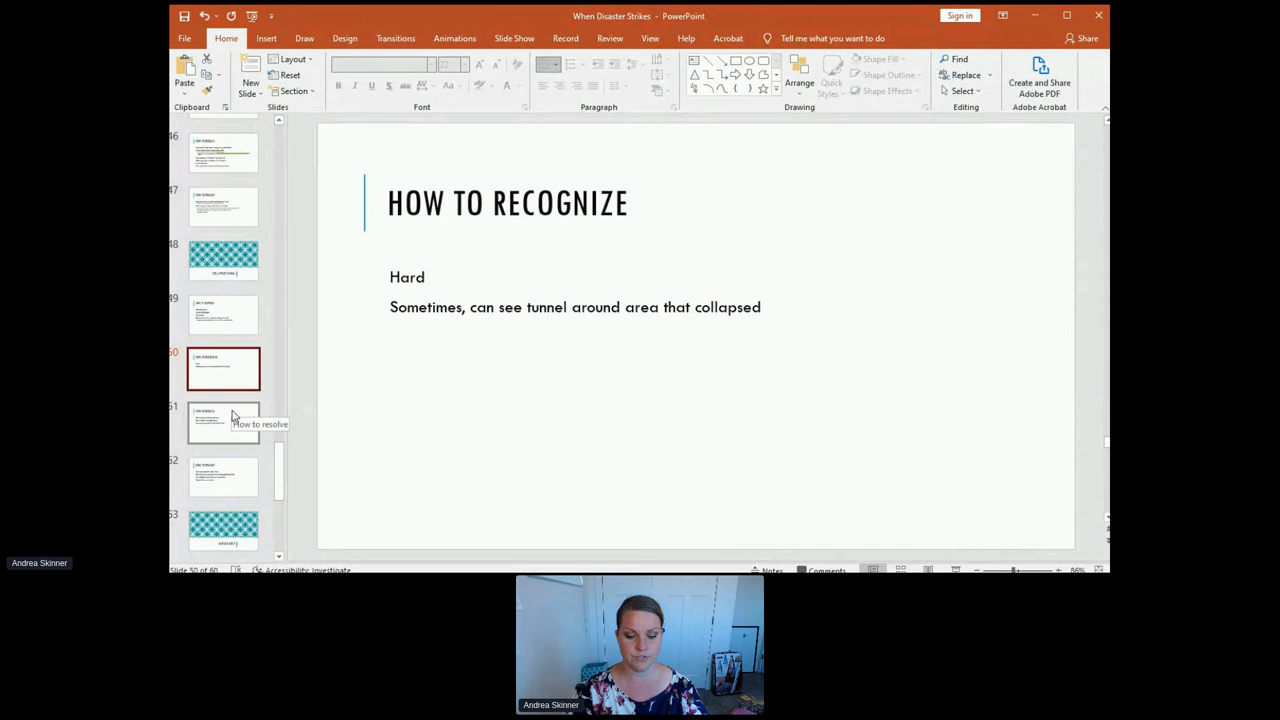 When Disaster Strikes - PowerPoint
Sign in
File
Home
Insert
Draw
Design
Transitions
Animations
Slide Show
Record
Review
View
Help
Acrobat
Tell me what you want to do
Share
Paste
Clipboard
New
Slide
Layout
Reset
Section
Slides
22
Font
Paragraph
Arrange
Quick
Styles
Shape Fill
Shape Outline
Shape Effects
Drawing
Find
Replace
Select
Editing
Create and Share
Adobe PDF
Adobe Acrobat
46
47
48
49
50
51
How to resolve
52
53
HOW TO RECOGNIZE
Hard
Sometimes, can see tunnel around area that collapsed
Slide 50 of 60
Accessibility: Investigate
Notes
Comments
86%
Andrea Skinner
Andrea Skinner